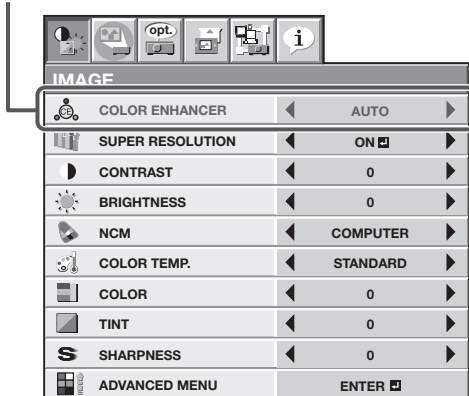 opt.
i
IMAGE
CE COLOR ENHANCER AUTO
SUPER RESOLUTION ON
CONTRAST 0
BRIGHTNESS 0
NCM COMPUTER
COLOR TEMP. STANDARD
COLOR 0
TINT 0
S SHARPNESS 0
ADVANCED MENU ENTER